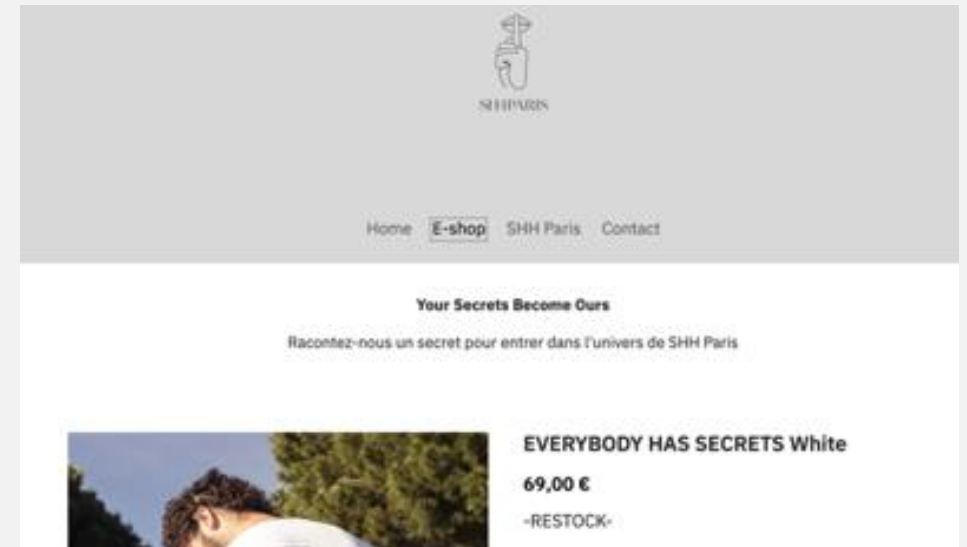 SHHPARIS
Home E-shop SHH Paris Contact
Your Secrets Become Ours
Racontez-nous un secret pour entrer dans l'univers de SHH Paris
EVERYBODY HAS SECRETS White
69,00 €
-RESTOCK-